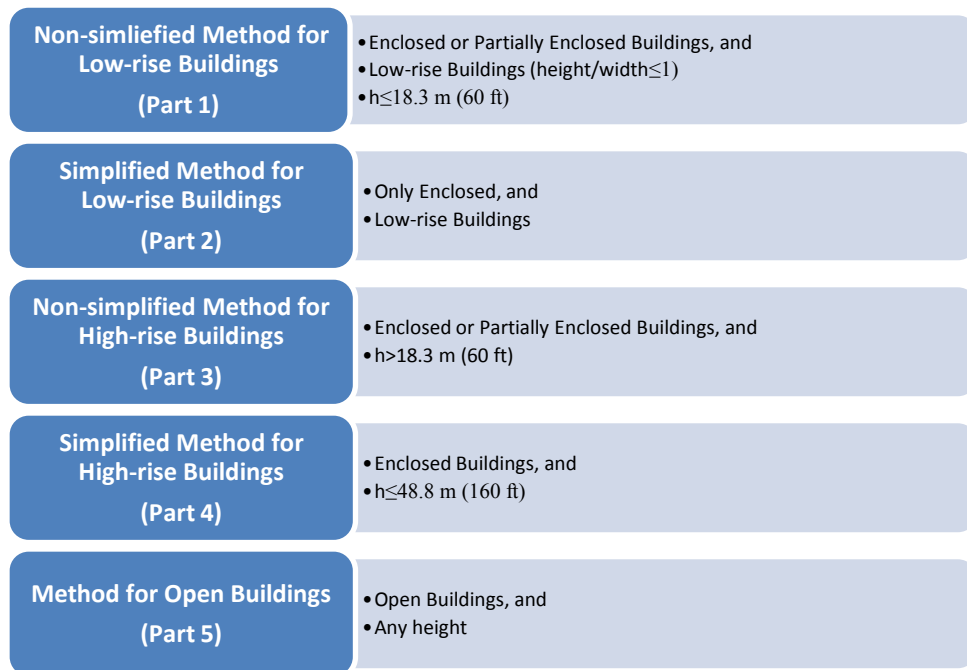 Non-simliefied Method for
Low-rise Buildings
(Part 1)
•Enclosed or Partially Enclosed Buildings, and
•Low-rise Buildings (height/width≤1)
•h≤18.3 m (60 ft)
Simplified Method for
Low-rise Buildings
(Part 2)
•Only Enclosed, and
•Low-rise Buildings
Non-simplified Method for
High-rise Buildings
(Part 3)
•Enclosed or Partially Enclosed Buildings, and
•h>18.3 m (60 ft)
Simplified Method for
High-rise Buildings
(Part 4)
•Enclosed Buildings, and
•h≤48.8 m (160 ft)
Method for Open Buildings
(Part 5)
•Open Buildings, and
•Any height